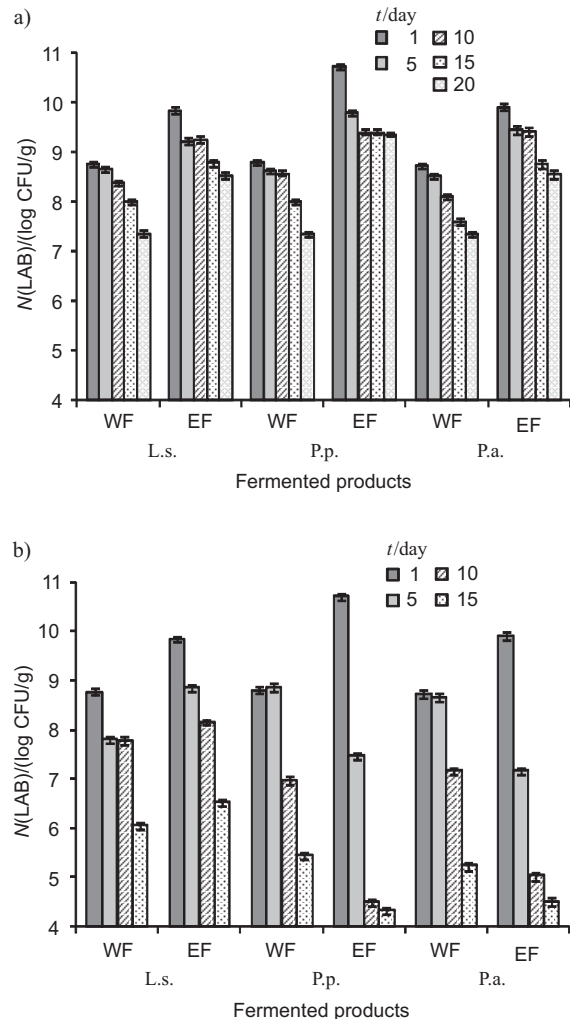 a)
t/day
1 10
5 15
20
N(LAB)/(log CFU/g)
11
10
9
8
7
6
5
4
WF EF WF EF WF EF
L.s. P.p. P.a.
Fermented products
b)
t/day
1 10
5 15
N(LAB)/(log CFU/g)
11
10
9
8
7
6
5
4
WF EF WF EF WF EF
L.s. P.p. P.a.
Fermented products